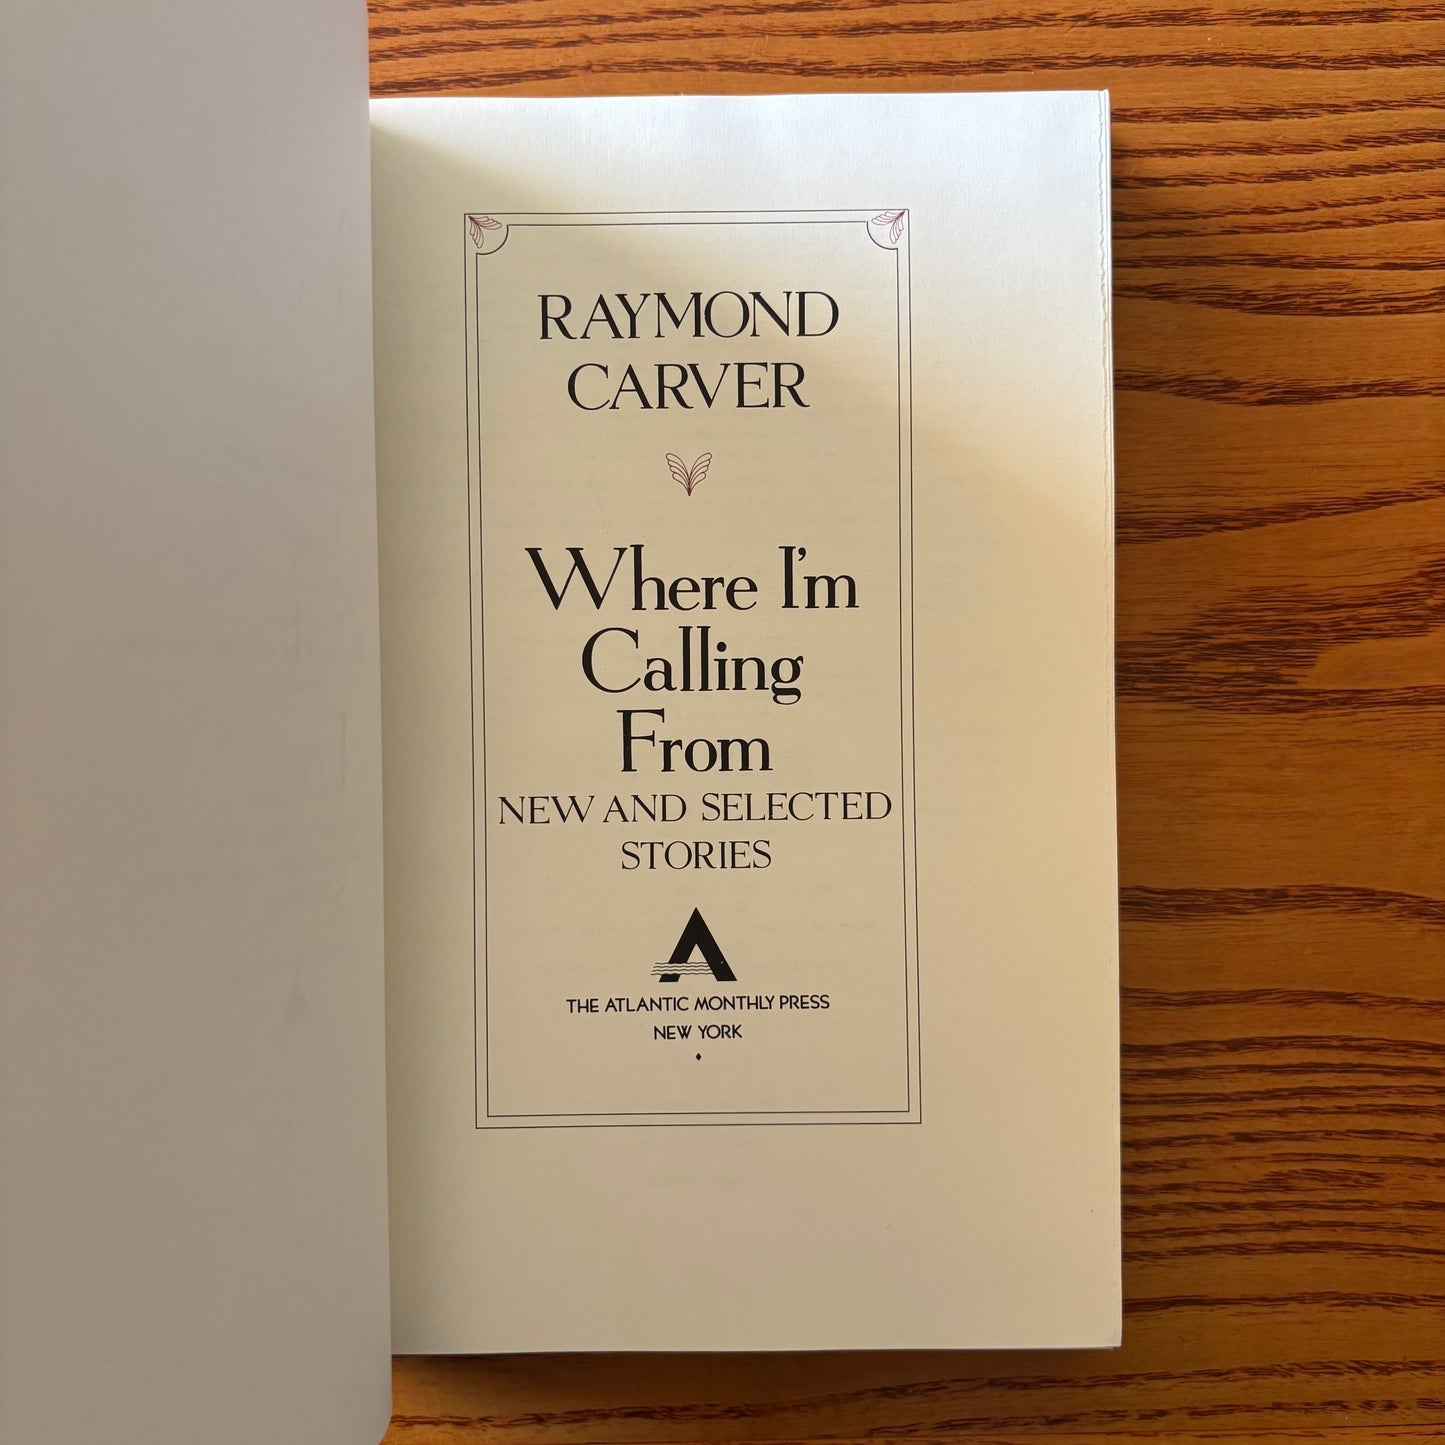 RAYMOND
CARVER
Where I'm
Calling
From
NEW AND SELECTED
STORIES
THE ATLANTIC MONTHLY PRESS
NEW YORK